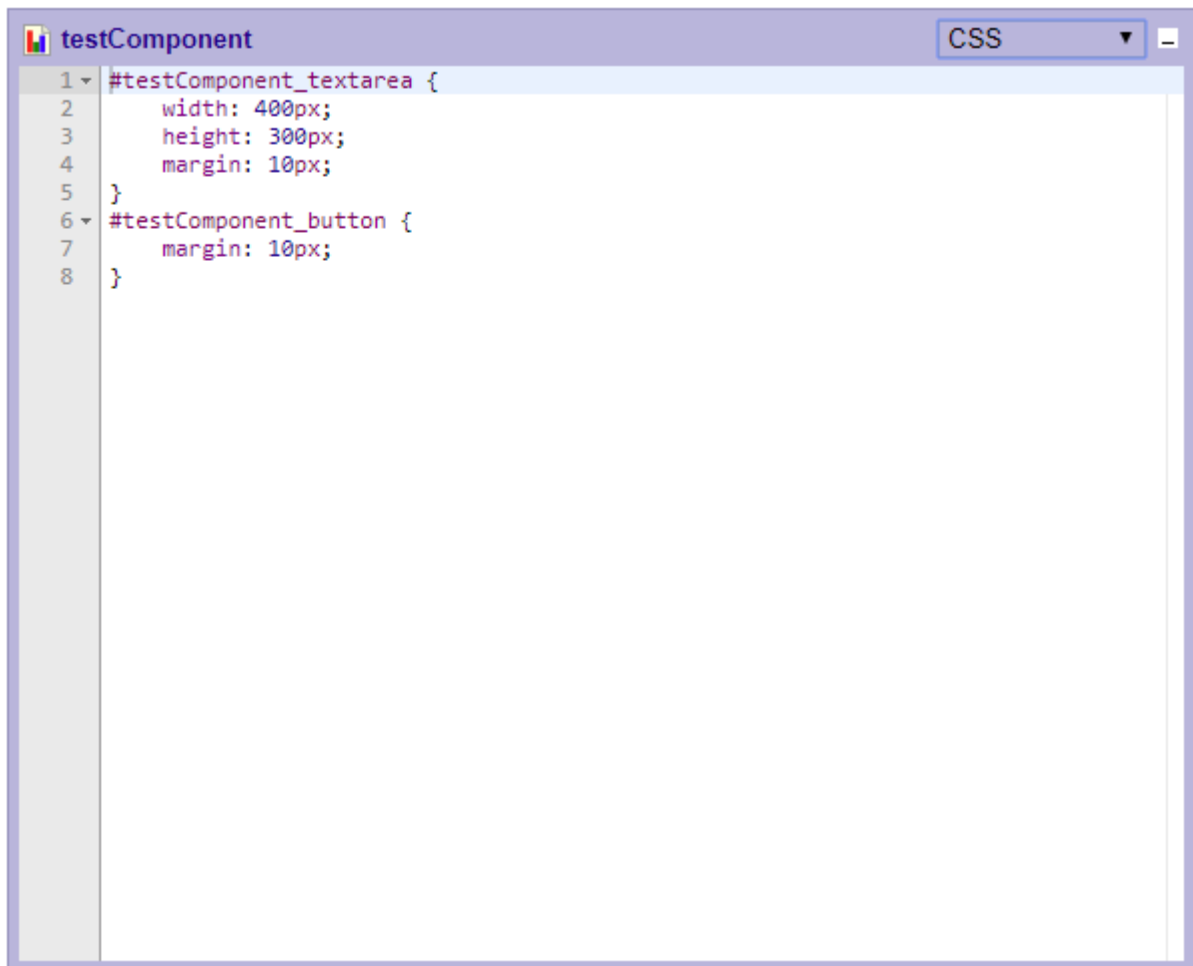 testComponent
CSS
1 #testComponent_textarea {
2     width: 400px;
3     height: 300px;
4     margin: 10px;
5 }
6 #testComponent_button {
7     margin: 10px;
8 }